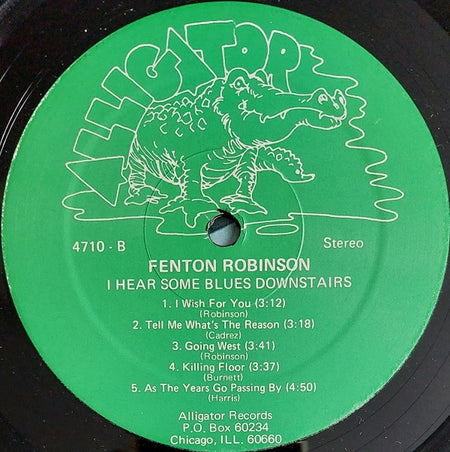 ALLIGATOR
4710 - B
Stereo
FENTON ROBINSON
I HEAR SOME BLUES DOWNSTAIRS
1. I Wish For You (3:12)
(Robinson)
2. Tell Me What's The Reason (3:18)
(Cadrez)
3. Going West (3:41)
(Robinson)
4. Killing Floor (3:37)
(Burnett)
5. As The Years Go Passing By (4:50)
(Harris)
Alligator Records
P.O. Box 60234
Chicago, ILL. 60660